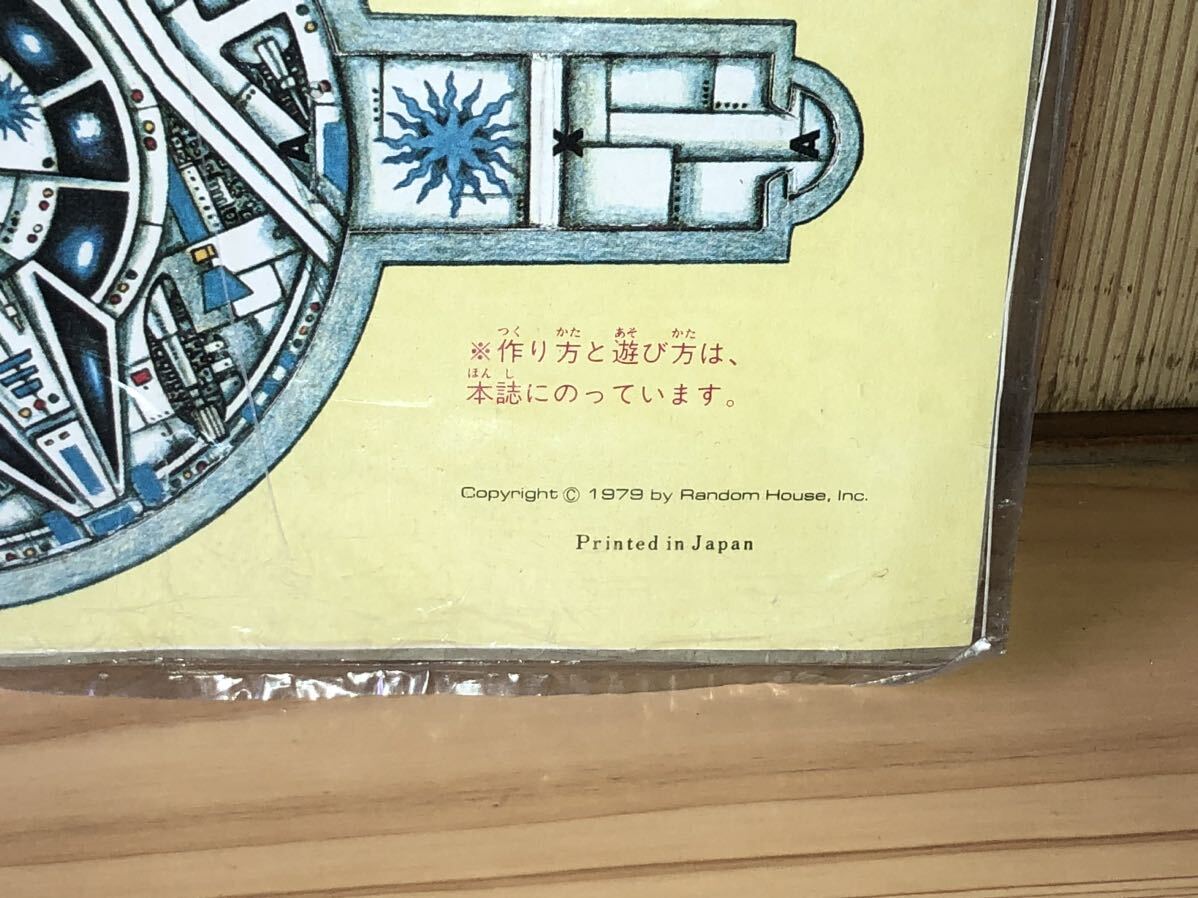 A
X
A
※作り方と遊び方は、
本誌にのっています。
Copyright © 1979 by Random House, Inc.
Printed in Japan